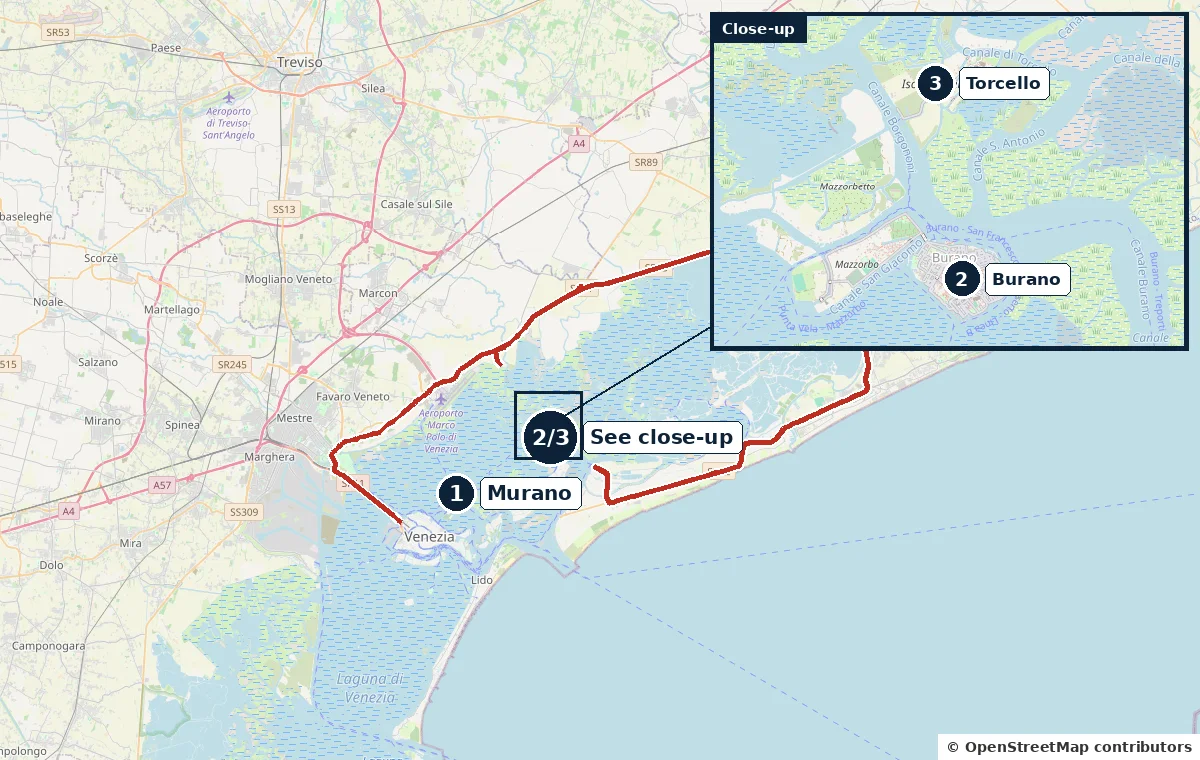 Close-up
Paese
Treviso
Silea
Aeroporto
di Treviso-
Sant'Angelo
A4
SR89
SS13
Casale sul Sile
Scorzè
Mogliano Veneto
Marcon
Noale
Martellago
Salzano
SR245
Favaro Veneto
Mirano
Spinea
Mestre
Aeroporto
Marco
Polo di
Venezia
Marghera
A57
A4
SS309
Mira
Dolo
Venezia
Lido
Laguna di
Venezia
1
Murano
2/3
See close-up
3
Torcello
Canale di Torcello
Canale della
Canale Borgognoni
Canale S. Antonio
Mazzorbetto
Mazzorbo
Burano - San Francesco
Burano
2
Burano
Canale San Giacomo
Canale Burano
Burano - Treporti
Canale
© OpenStreetMap contributors